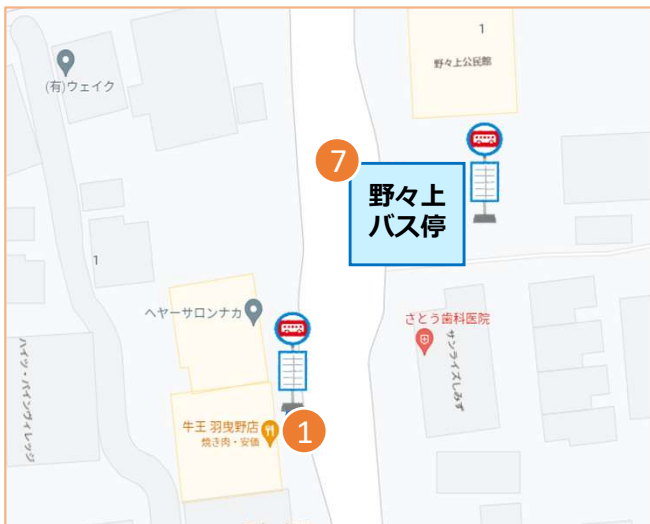 1
野々上公民館
(有)ウェイク
7
野々上
バス停
1
ヘヤーサロンナカ
さとう歯科医院
サンライズしみず
ハイツ・パインヴィレッジ
牛王 羽曳野店
焼き肉・安価
1